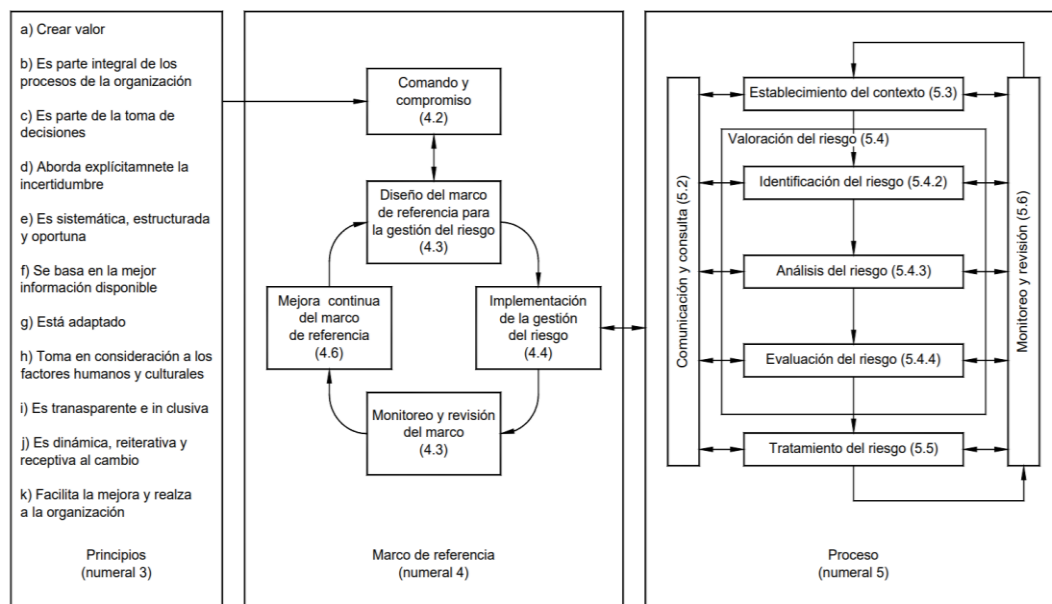 a) Crear valor
b) Es parte integral de los
procesos de la organización
c) Es parte de la toma de
decisiones
d) Aborda explícitamnete la
incertidumbre
e) Es sistemática, estructurada
y oportuna
f) Se basa en la mejor
información disponible
g) Está adaptado
h) Toma en consideración a los
factores humanos y culturales
i) Es tranasparente e in clusiva
j) Es dinámica, reiterativa y
receptiva al cambio
k) Facilita la mejora y realza
a la organización
Principios
(numeral 3)
Comando y
compromiso
(4.2)
Diseño del marco
de referencia para
la gestión del riesgo
(4.3)
Mejora continua
del marco
de referencia
(4.6)
Implementación
de la gestión
del riesgo
(4.4)
Monitoreo y revisión
del marco
(4.3)
Marco de referencia
(numeral 4)
Comunicación y consulta (5.2)
Establecimiento del contexto (5.3)
Valoración del riesgo (5.4)
Identificación del riesgo (5.4.2)
Análisis del riesgo (5.4.3)
Evaluación del riesgo (5.4.4)
Tratamiento del riesgo (5.5)
Monitoreo y revisión (5.6)
Proceso
(numeral 5)